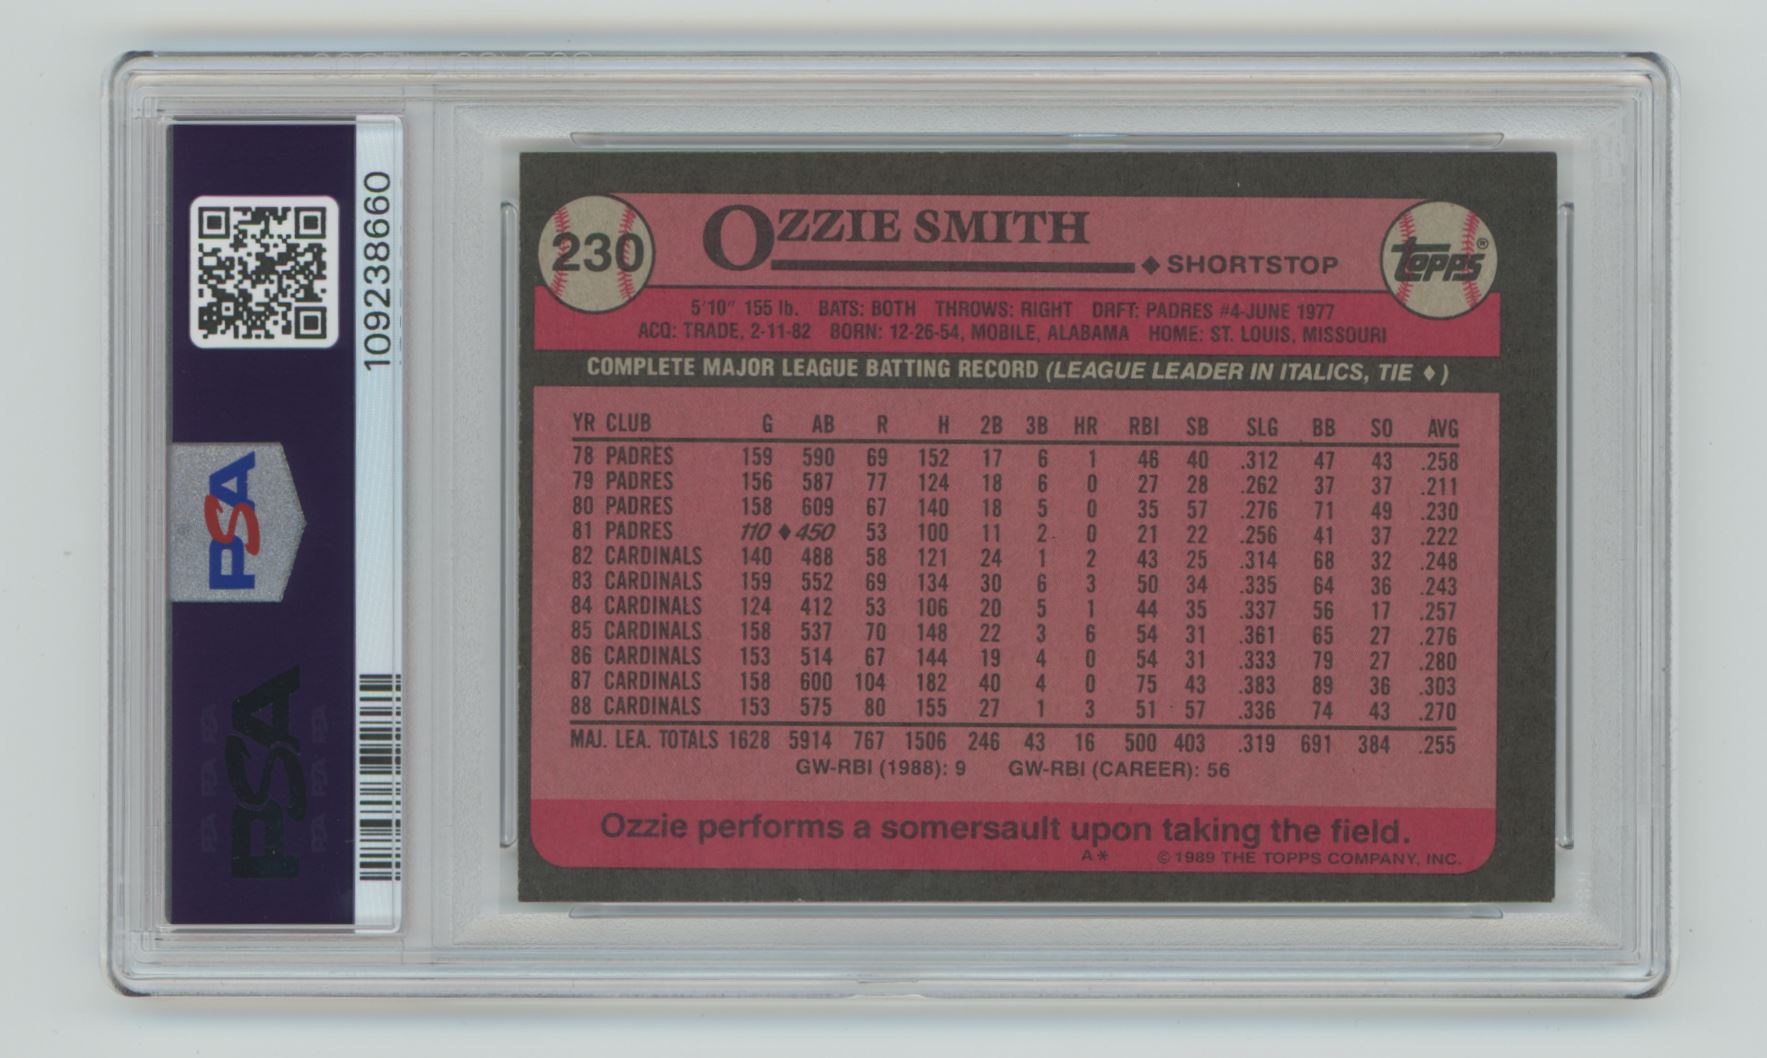 109238660
PSA
PSA
230
OZZIE SMITH
♦ SHORTSTOP
TOPPS®
5'10" 155 lb. BATS: BOTH THROWS: RIGHT DRFT: PADRES #4-JUNE 1977
ACQ: TRADE, 2-11-82 BORN: 12-26-54, MOBILE, ALABAMA HOME: ST. LOUIS, MISSOURI
COMPLETE MAJOR LEAGUE BATTING RECORD (LEAGUE LEADER IN ITALICS, TIE ♦)
YR CLUB G AB R H 2B 3B HR RBI SB SLG BB SO AVG
78 PADRES 159 590 69 152 17 6 1 46 40 .312 47 43 .258
79 PADRES 156 587 77 124 18 6 0 27 28 .262 37 37 .211
80 PADRES 158 609 67 140 18 5 0 35 57 .276 71 49 .230
81 PADRES 110 ♦ 450 53 100 11 2 0 21 22 .256 41 37 .222
82 CARDINALS 140 488 58 121 24 1 2 43 25 .314 68 32 .248
83 CARDINALS 159 552 69 134 30 6 3 50 34 .335 64 36 .243
84 CARDINALS 124 412 53 106 20 5 1 44 35 .337 56 17 .257
85 CARDINALS 158 537 70 148 22 3 6 54 31 .361 65 27 .276
86 CARDINALS 153 514 67 144 19 4 0 54 31 .333 79 27 .280
87 CARDINALS 158 600 104 182 40 4 0 75 43 .383 89 36 .303
88 CARDINALS 153 575 80 155 27 1 3 51 57 .336 74 43 .270
MAJ. LEA. TOTALS 1628 5914 767 1506 246 43 16 500 403 .319 691 384 .255
GW-RBI (1988): 9 GW-RBI (CAREER): 56
Ozzie performs a somersault upon taking the field.
A* © 1989 THE TOPPS COMPANY, INC.